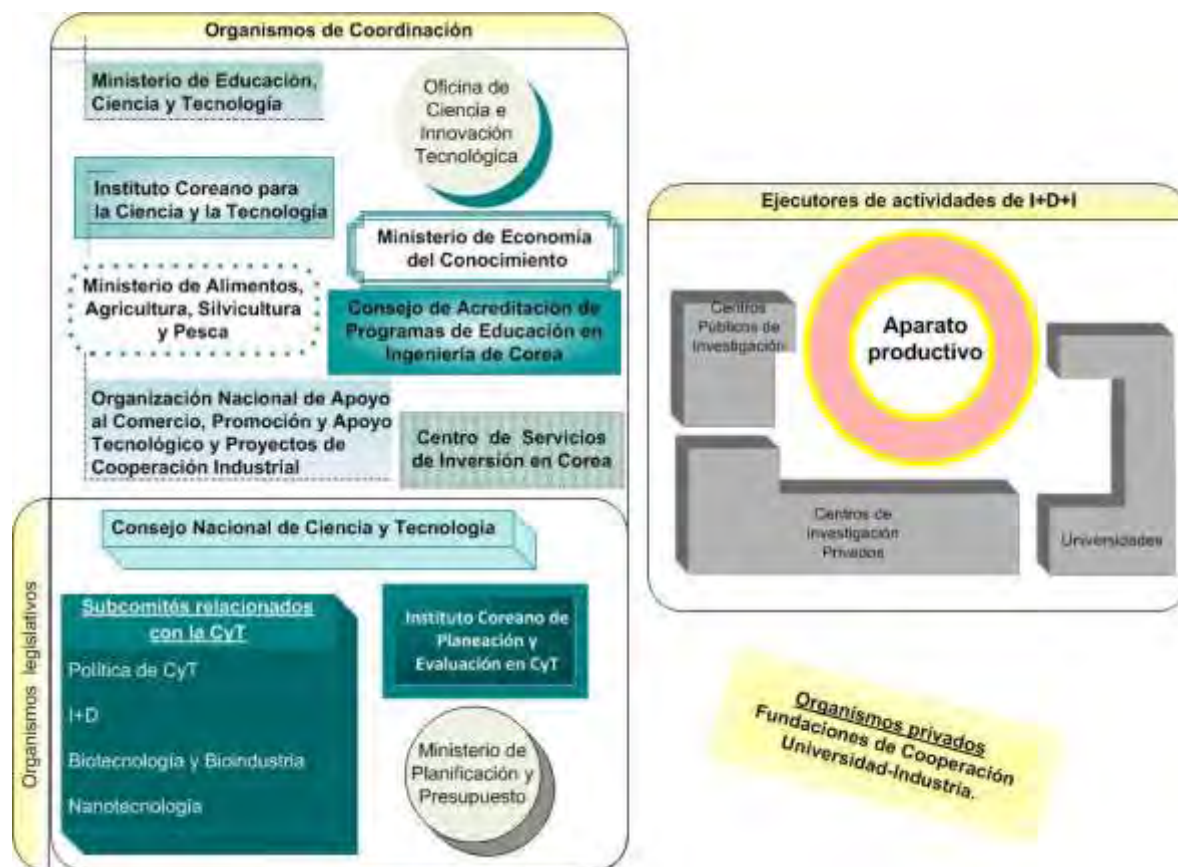 Organismos de Coordinación
Ministerio de Educación,
Ciencia y Tecnología
Oficina de
Ciencia e
Innovación
Tecnológica
Instituto Coreano para
la Ciencia y la Tecnología
Ministerio de Economía
del Conocimiento
Ministerio de Alimentos,
Agricultura, Silvicultura
y Pesca
Consejo de Acreditación de
Programas de Educación en
Ingeniería de Corea
Organización Nacional de Apoyo
al Comercio, Promoción y Apoyo
Tecnológico y Proyectos de
Cooperación Industrial
Centro de Servicios
de Inversión en Corea
Organismos legislativos
Consejo Nacional de Ciencia y Tecnología
Subcomités relacionados
con la CyT
Política de CyT
I+D
Biotecnología y Bioindustria
Nanotecnología
Instituto Coreano de
Planeación y
Evaluación en CyT
Ministerio de
Planificación y
Presupuesto
Ejecutores de actividades de I+D+I
Centros
Públicos de
Investigación
Aparato
productivo
Centros de
Investigación
Privados
Universidades
Organismos privados
Fundaciones de Cooperación
Universidad-Industria.